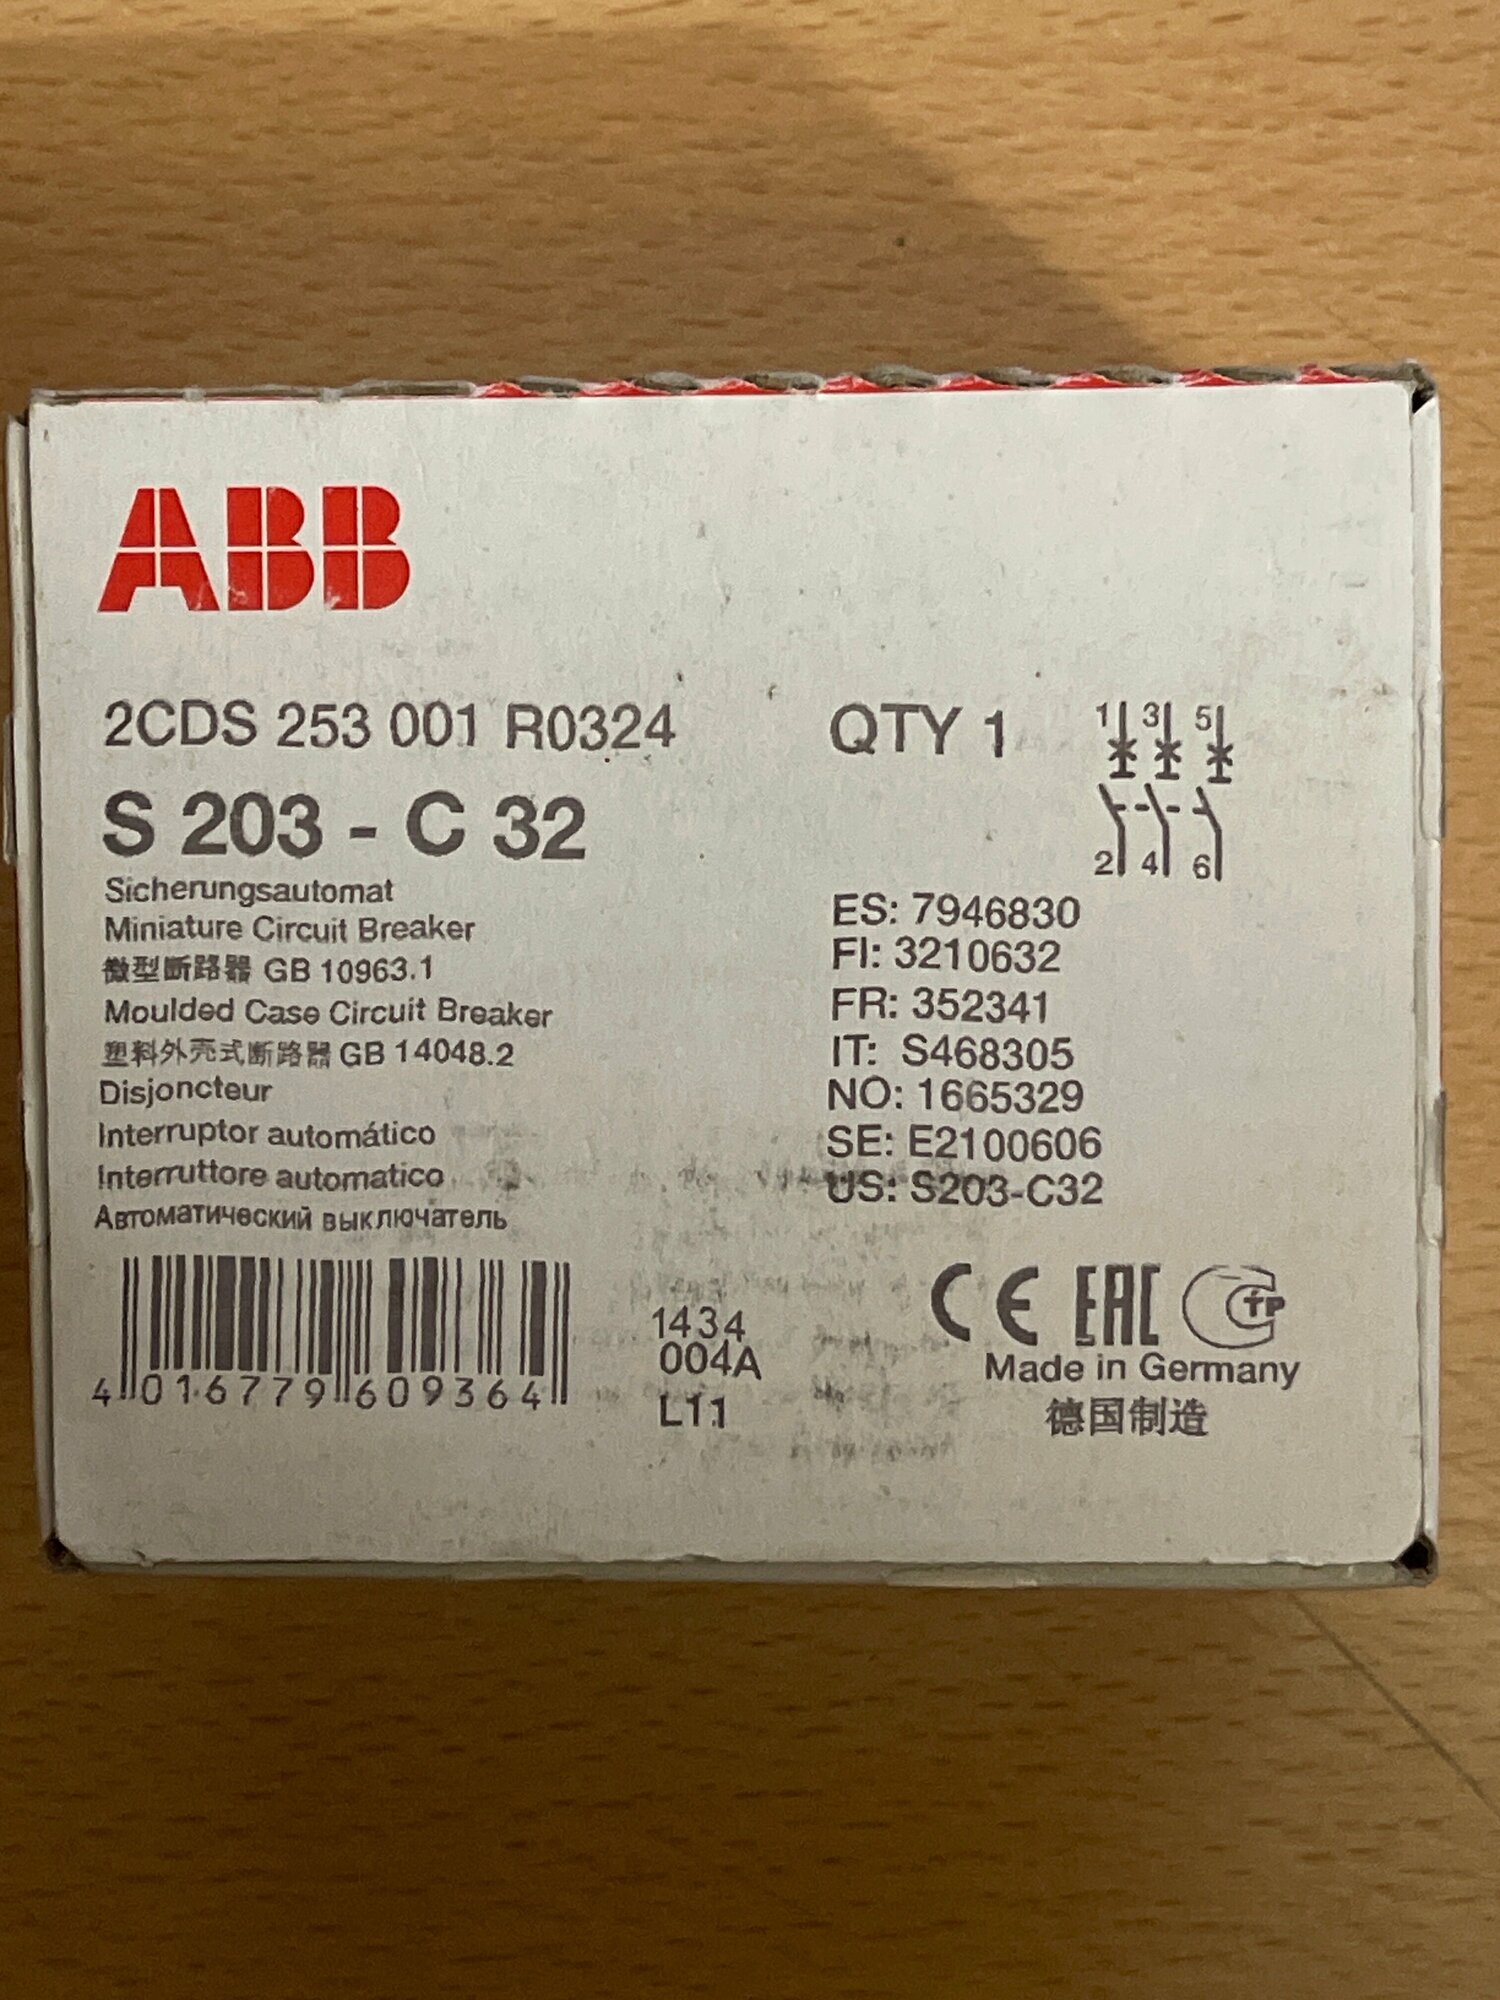 ABB
2CDS 253 001 R0324
QTY 1
1 3 5
2 4 6
S 203 - C 32
Sicherungsautomat
Miniature Circuit Breaker
微型断路器 GB 10963.1
Moulded Case Circuit Breaker
塑料外壳式断路器 GB 14048.2
Disjoncteur
Interruptor automático
Interruttore automatico
Автоматический выключатель
ES: 7946830
FI: 3210632
FR: 352341
IT: S468305
NO: 1665329
SE: E2100606
US: S203-C32
4 016779 609364
1434
004A
L11
CE EAC
Made in Germany
德国制造